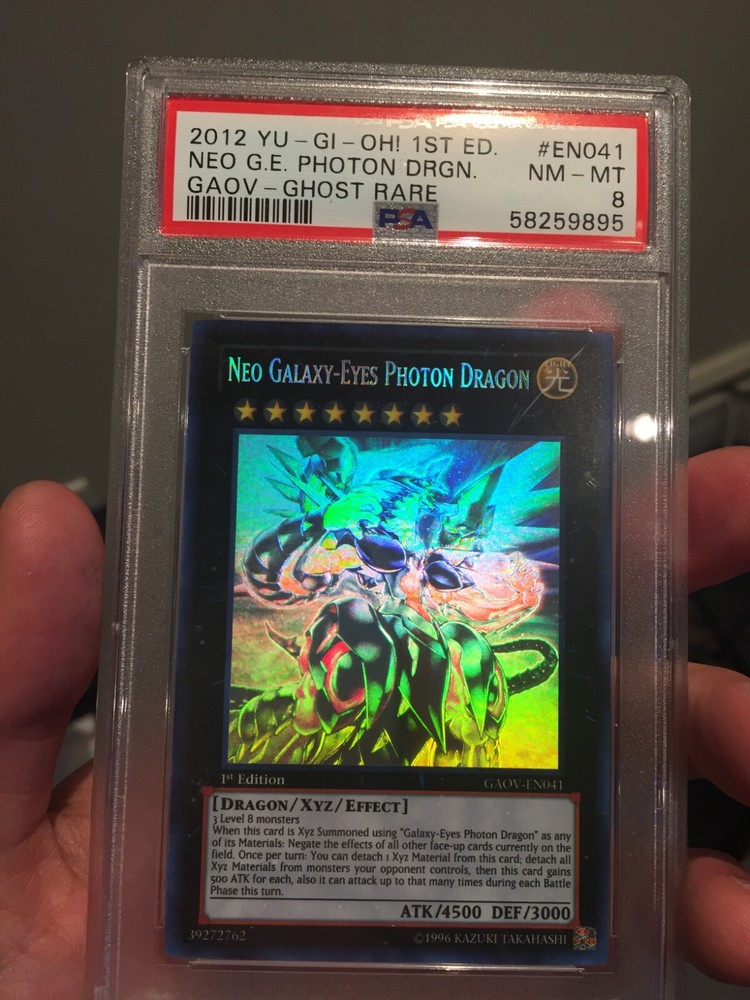 2012 YU-GI-OH! 1ST ED. #EN041
NEO G.E. PHOTON DRGN. NM-MT
GAOV-GHOST RARE 8
PSA 58259895
NEO GALAXY-EYES PHOTON DRAGON
LIGHT
光
1st Edition GAOV-EN041
[DRAGON/XYZ/EFFECT]
3 Level 8 monsters
When this card is Xyz Summoned using "Galaxy-Eyes Photon Dragon" as any
of its Materials: Negate the effects of all other face-up cards currently on the
field. Once per turn: You can detach 1 Xyz Material from this card; detach all
Xyz Materials from monsters your opponent controls, then this card gains
500 ATK for each, also it can attack up to that many times during each Battle
Phase this turn.
ATK/4500 DEF/3000
39272762 ©1996 KAZUKI TAKAHASHI